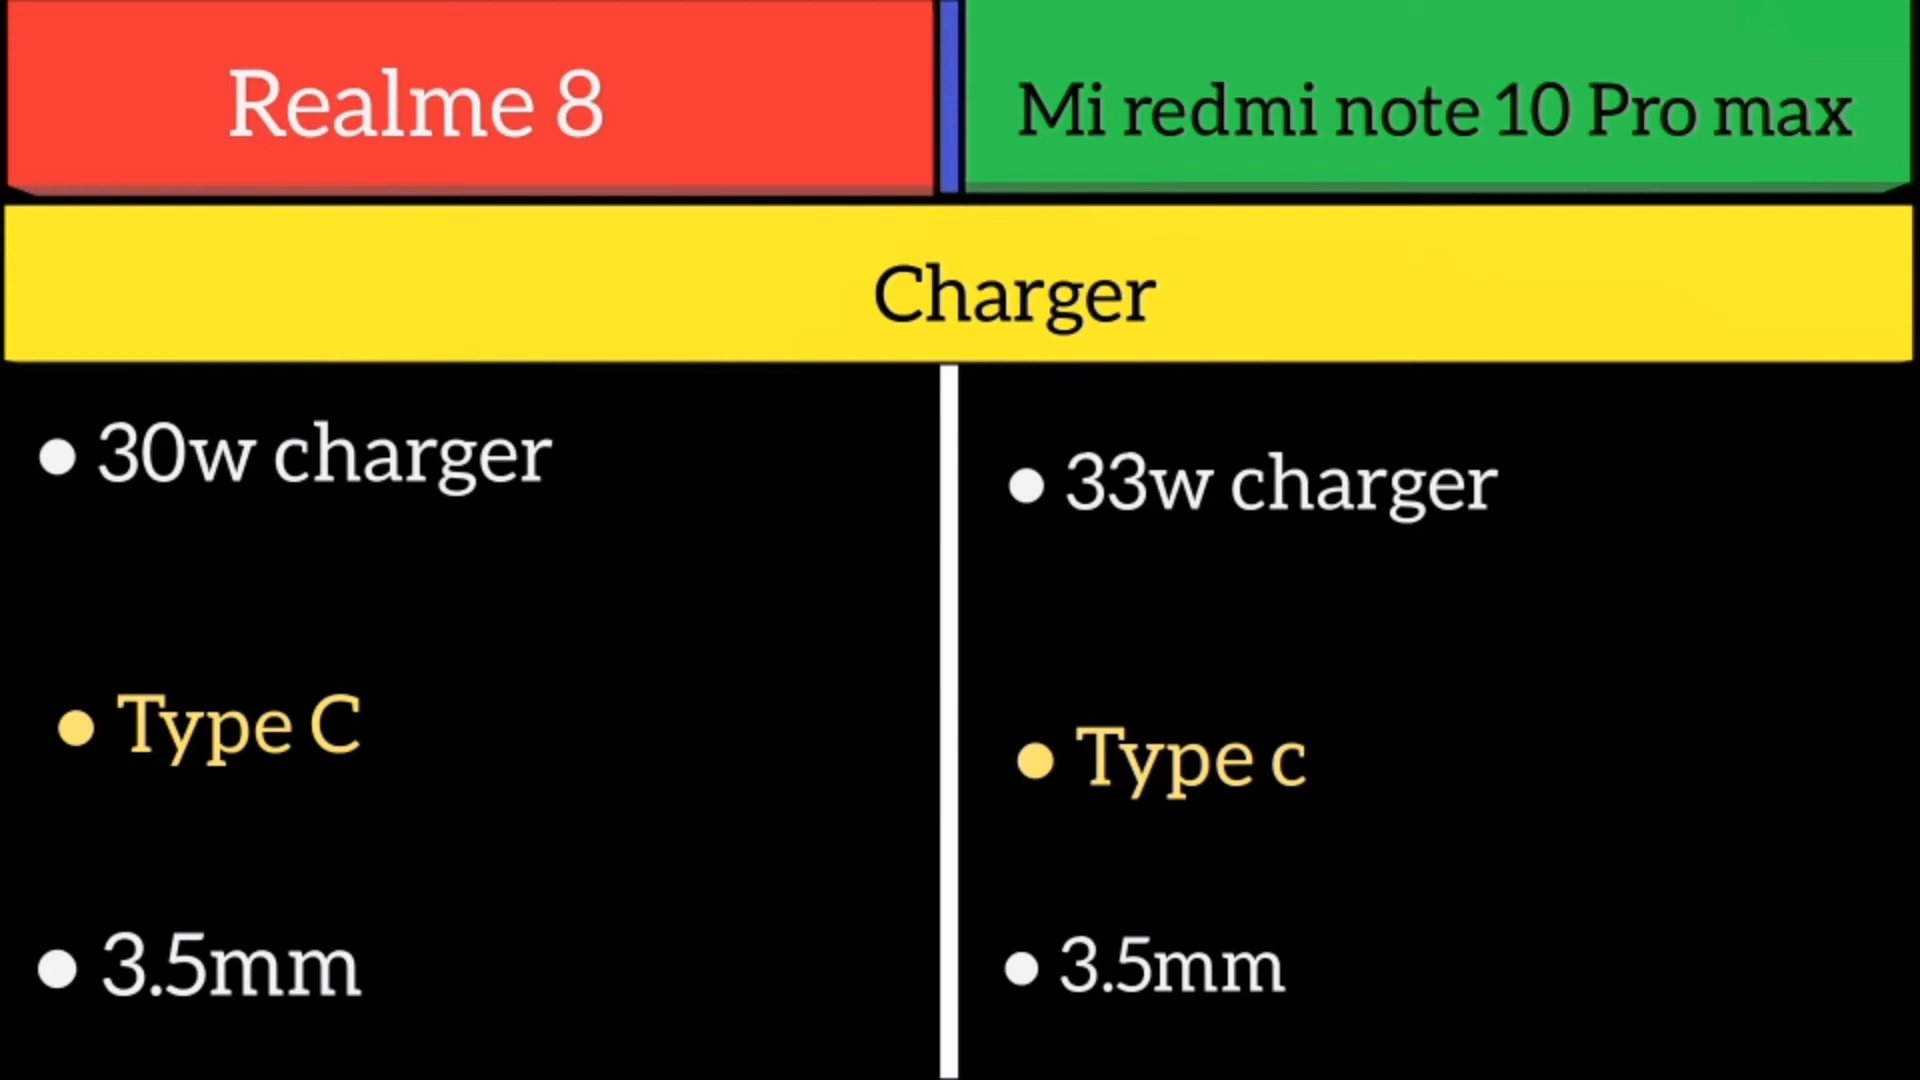 Realme 8
Mi redmi note 10 Pro max
Charger
• 30w charger
• 33w charger
• Type C
• Type c
• 3.5mm
• 3.5mm